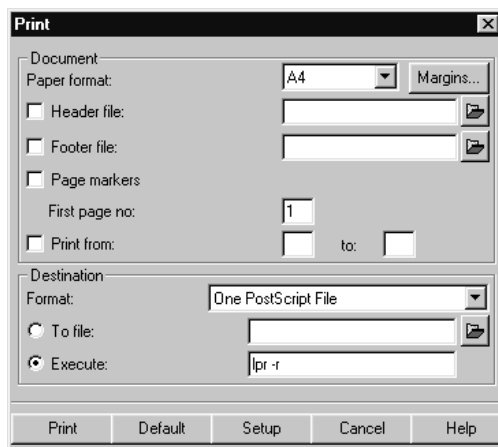 Print
Document
Paper format: A4 Margins...
Header file:
Footer file:
Page markers
First page no: 1
Print from: to:
Destination
Format: One PostScript File
To file:
Execute: lpr -r
Print Default Setup Cancel Help